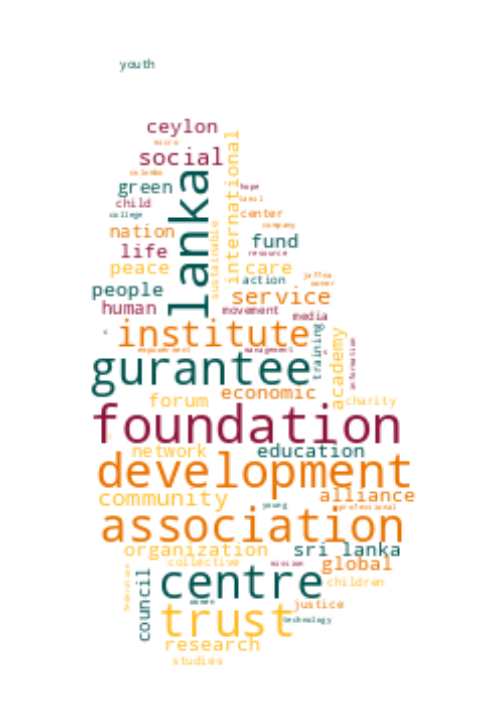 youth
ceylon
micro
social
colombo
green
hope
child
tamil
college
center
nation
company
lanka
international
fund
life
resource
sustainable
peace
care
jaffna
action
career
people
service
human
movement
media
institute
training
empowerment
management
gurantee
academy
information
economic
forum
charity
foundation
network
education
development
community
alliance
young
professional
association
organization
sri lanka
collective
mission
global
federation
council
centre
children
women
justice
trust
technology
research
studies